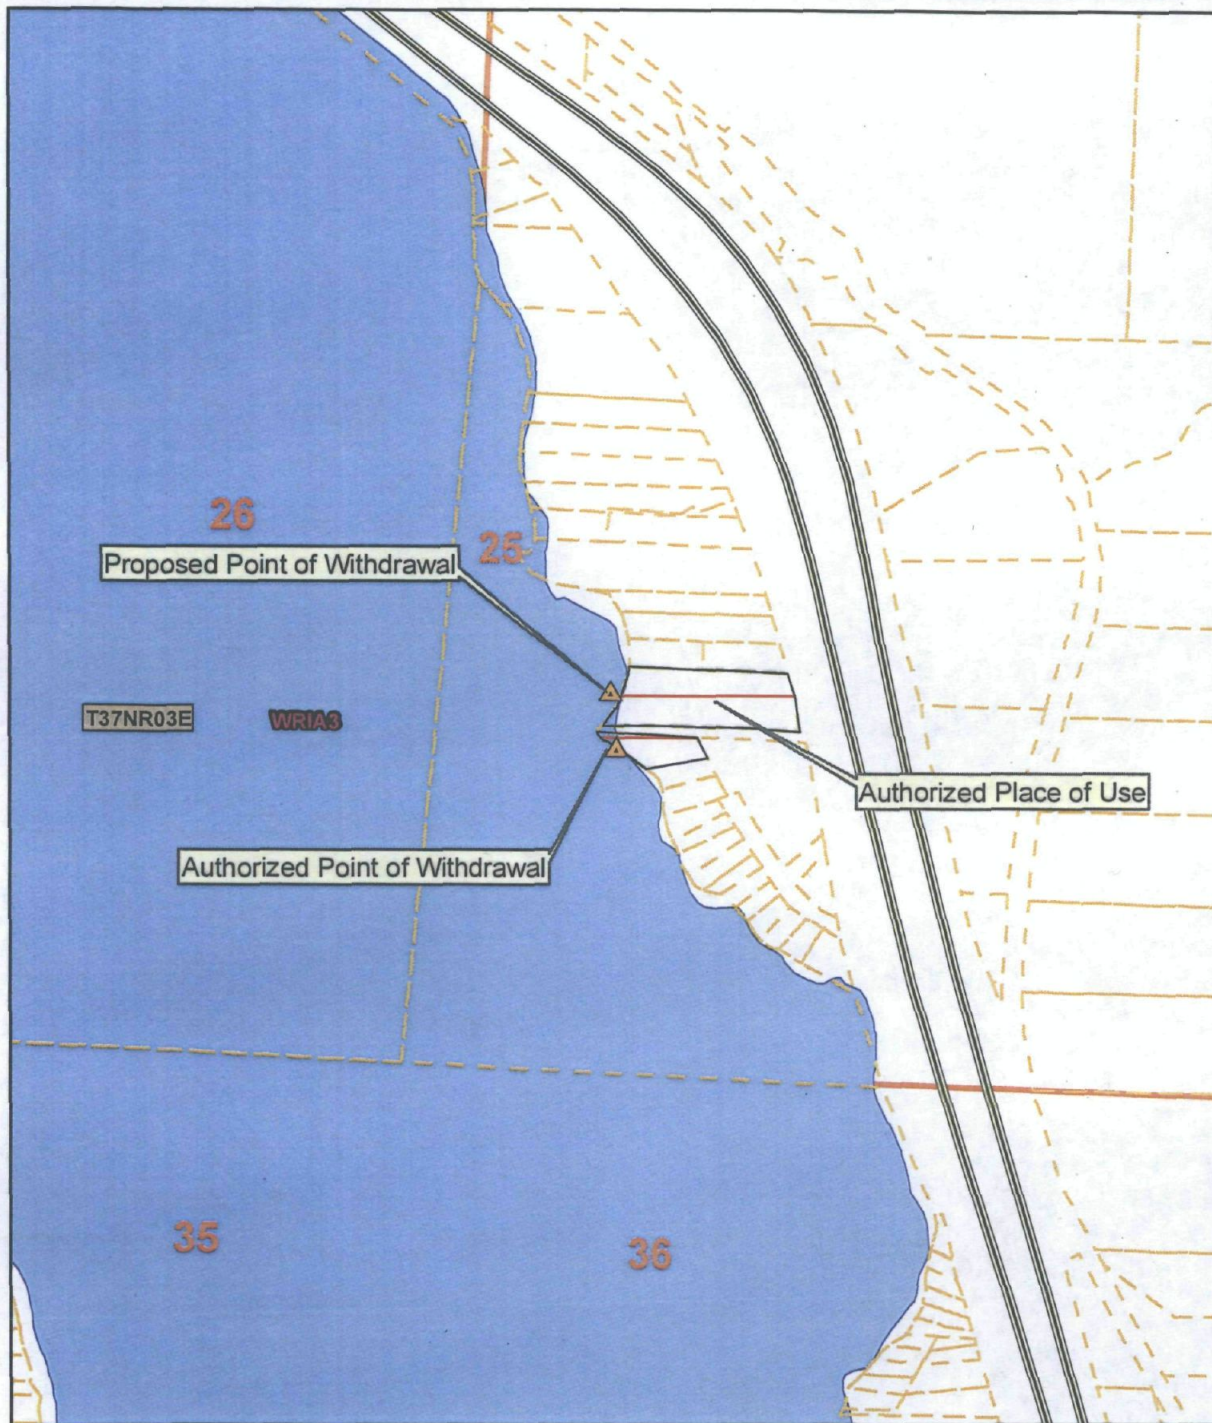 26
25
Proposed Point of Withdrawal
T37NR03E
WRIA3
Authorized Place of Use
Authorized Point of Withdrawal
35
36